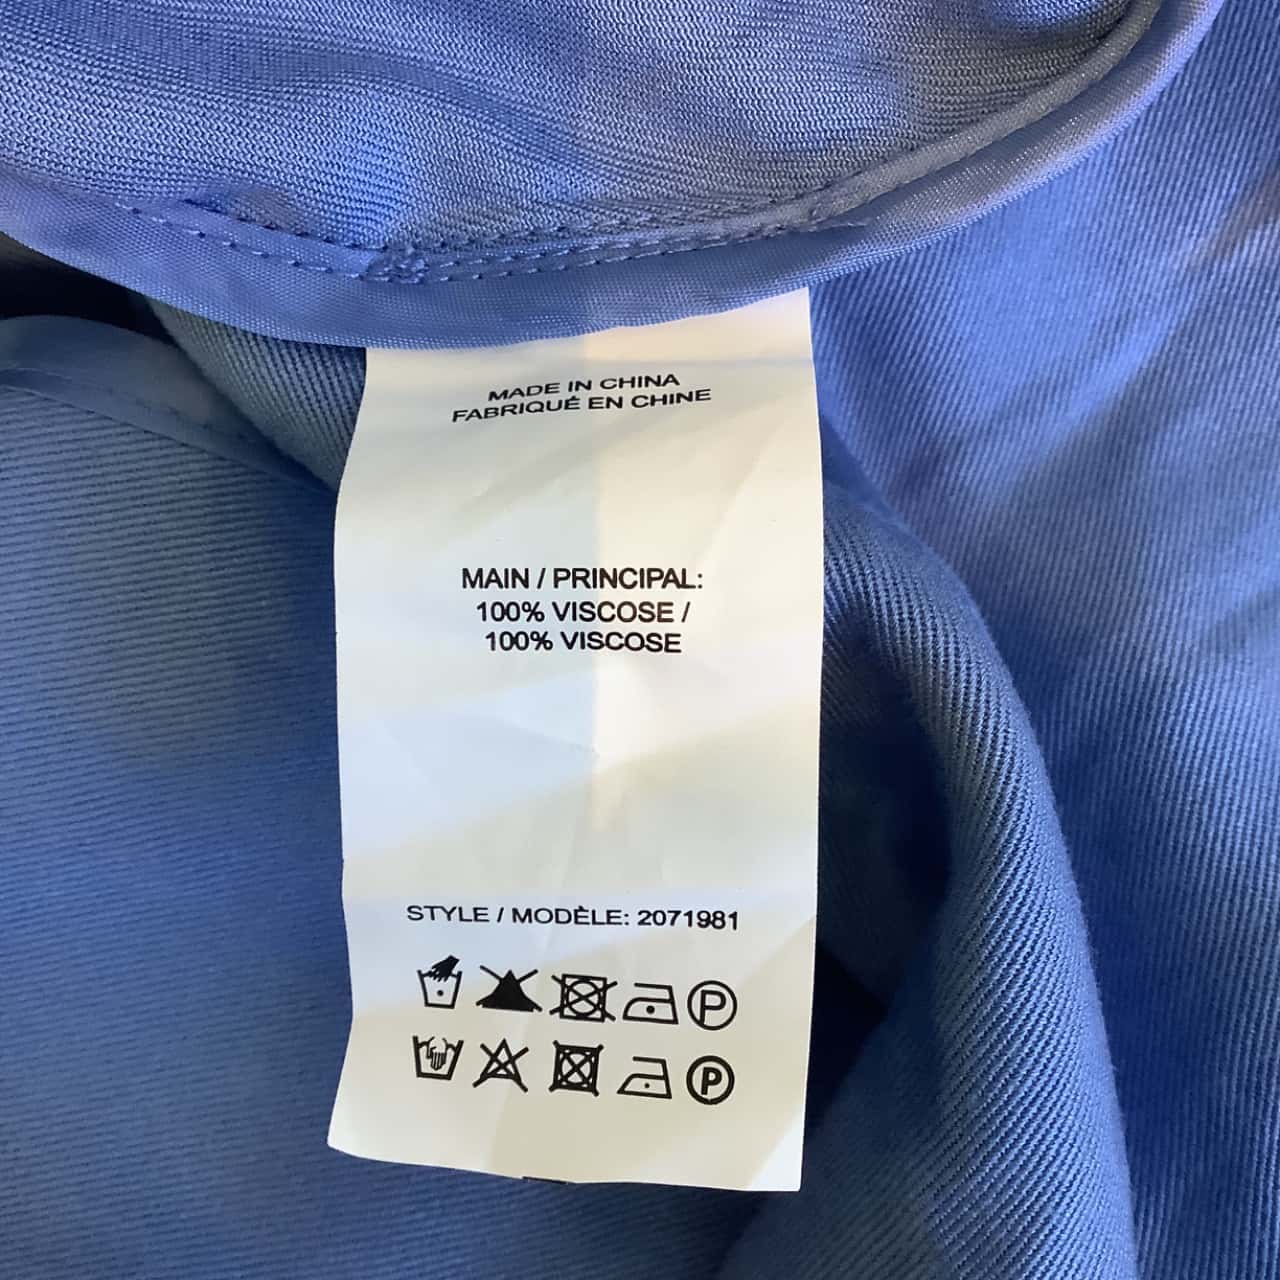 MADE IN CHINA
FABRIQUÉ EN CHINE
MAIN / PRINCIPAL:
100% VISCOSE /
100% VISCOSE
STYLE / MODÈLE: 2071981
P
P